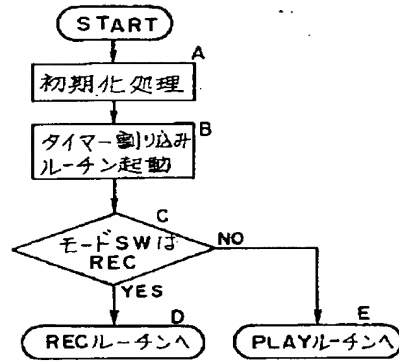 START
A
初期化処理
B
タイマー割り込み
ルーチン起動
C
モードSWは
REC
NO
YES
D
RECルーチンへ
E
PLAYルーチンへ